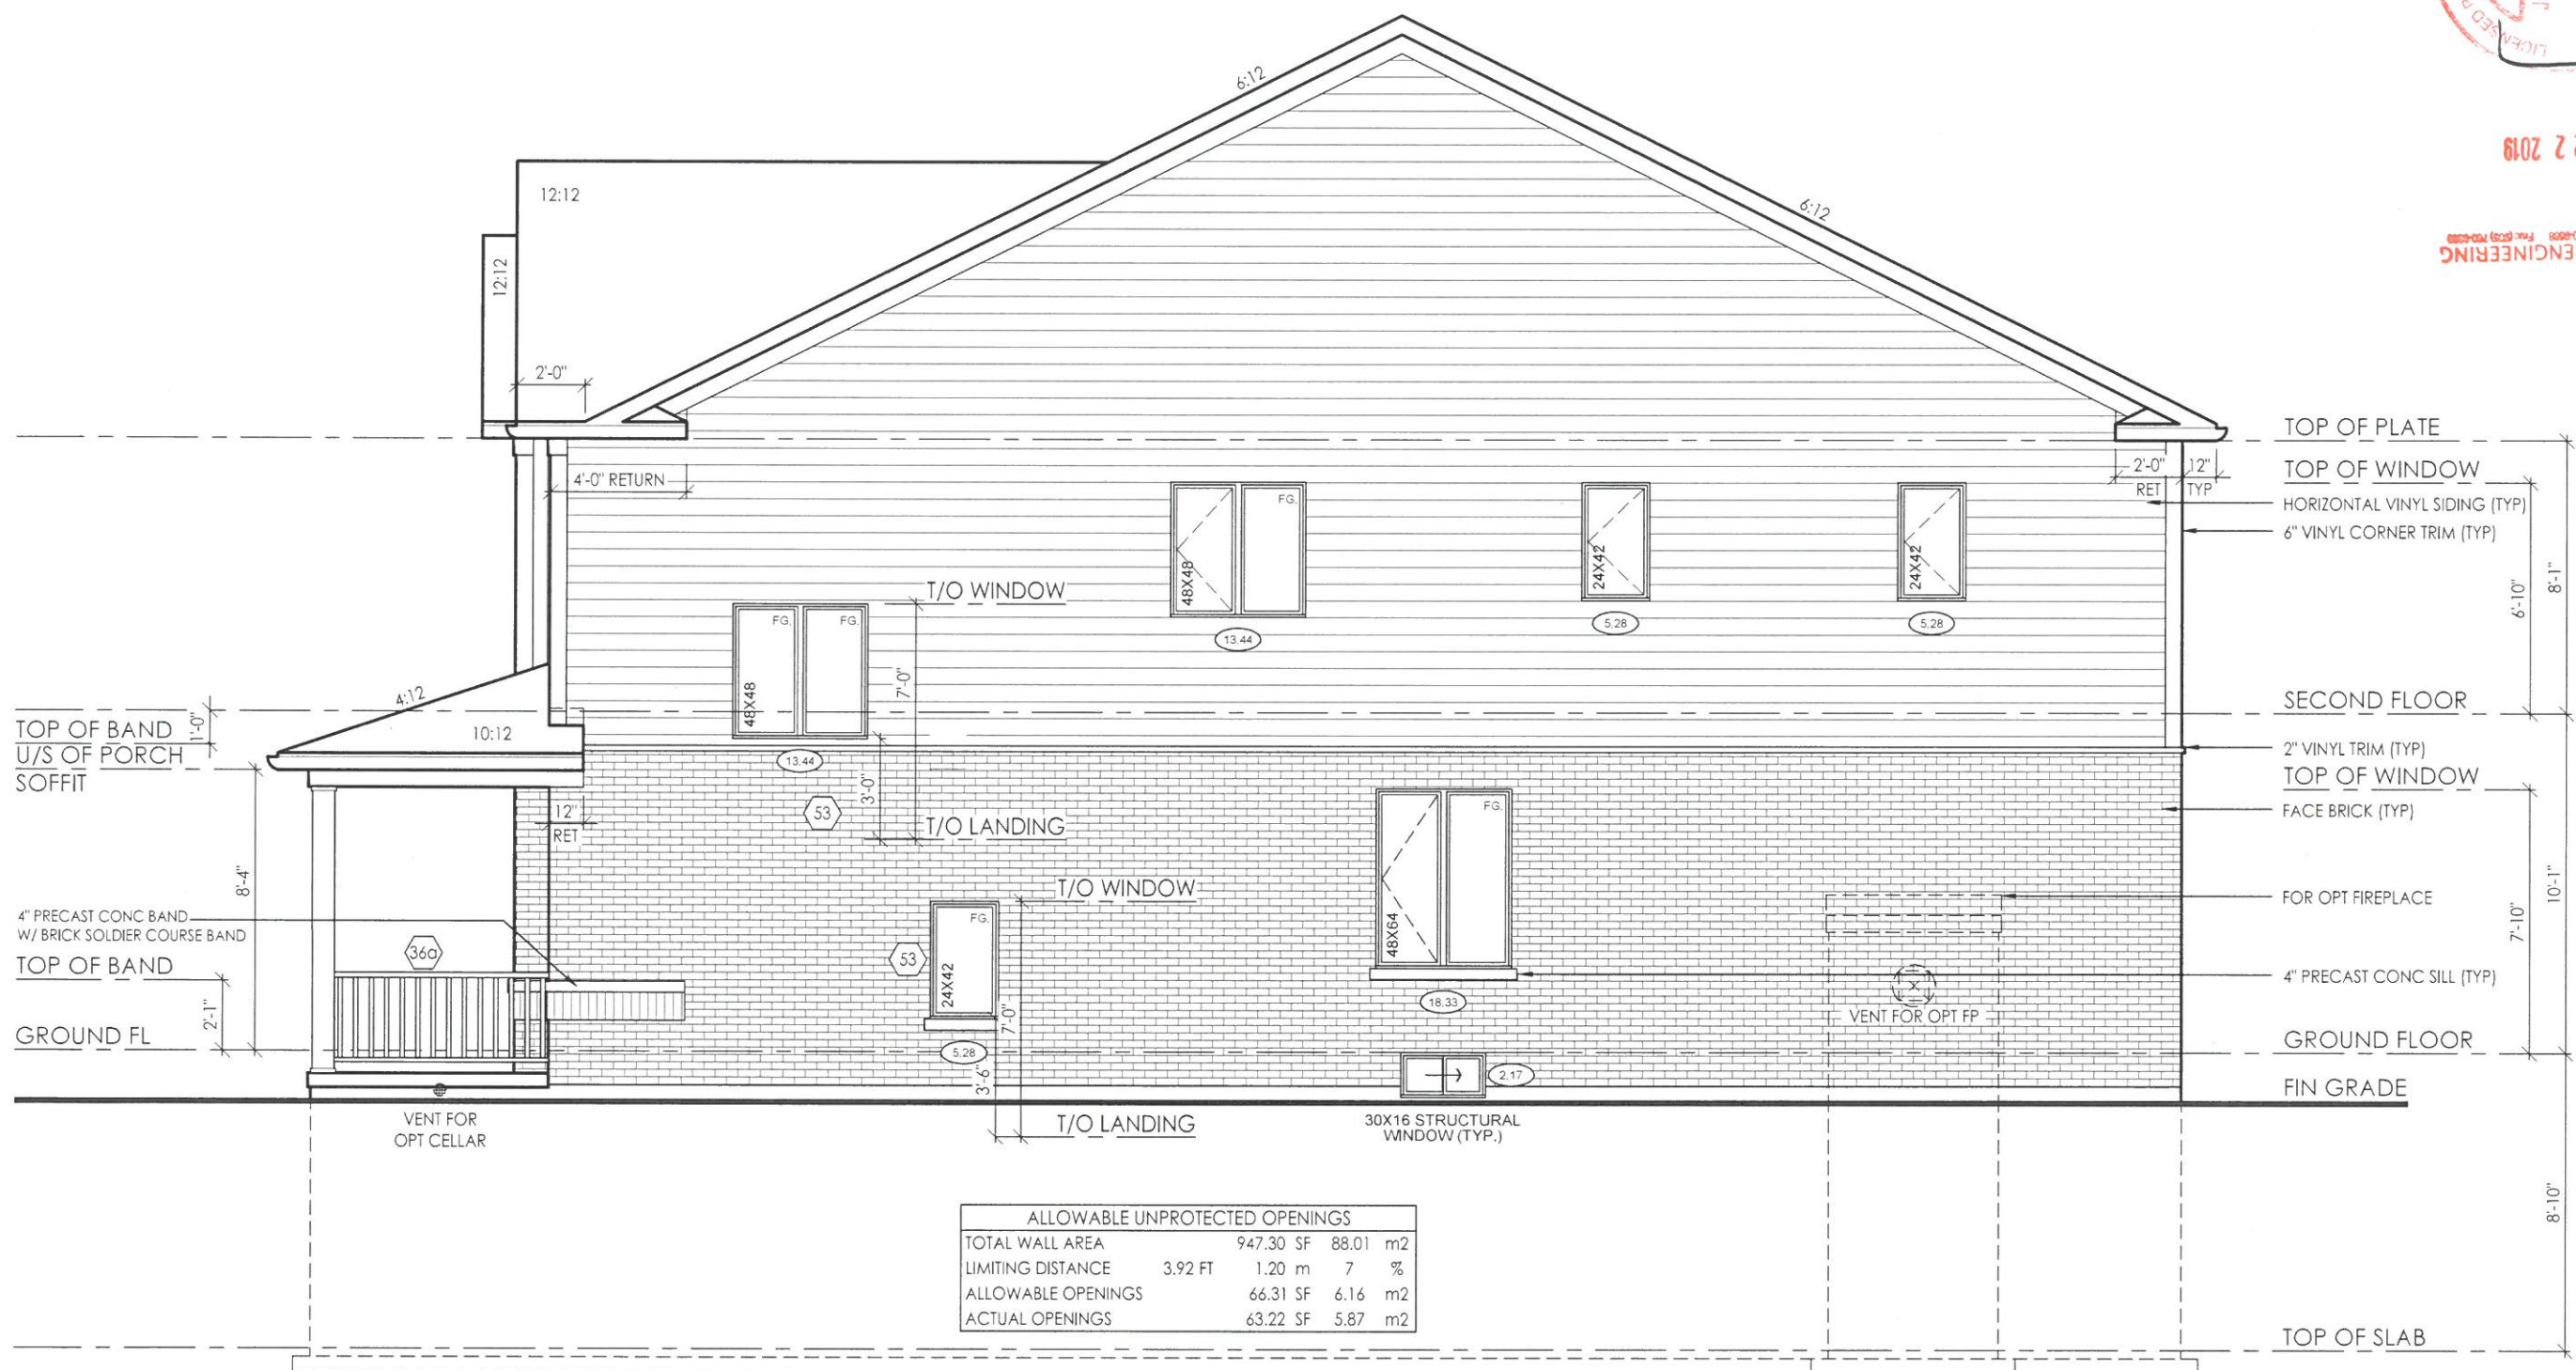 LICENSED P
2 2019
ENGINEERING
6:12
6:12
12:12
12:12
2'-0"
TOP OF PLATE
4'-0" RETURN
2'-0"
RET
12"
TYP
TOP OF WINDOW
HORIZONTAL VINYL SIDING (TYP)
6" VINYL CORNER TRIM (TYP)
FG.
48X48
13.44
24X42
5.28
24X42
5.28
6'-10"
8'-1"
T/O WINDOW
FG.
FG.
48X48
13.44
7'-0"
3'-0"
53
T/O LANDING
4:12
10:12
1'-0"
TOP OF BAND
U/S OF PORCH
SOFFIT
12"
RET
SECOND FLOOR
2" VINYL TRIM (TYP)
TOP OF WINDOW
FACE BRICK (TYP)
8'-4"
4" PRECAST CONC BAND
W/ BRICK SOLDIER COURSE BAND
36a
TOP OF BAND
2'-1"
GROUND FL
T/O WINDOW
FG.
24X42
53
5.28
7'-0"
3'-6"
T/O LANDING
FG.
48X64
18.33
FOR OPT FIREPLACE
4" PRECAST CONC SILL (TYP)
VENT FOR OPT FP
7'-10"
10'-1"
GROUND FLOOR
2.17
FIN GRADE
VENT FOR
OPT CELLAR
30X16 STRUCTURAL
WINDOW (TYP.)
8'-10"
ALLOWABLE UNPROTECTED OPENINGS
TOTAL WALL AREA 947.30 SF 88.01 m2
LIMITING DISTANCE 3.92 FT 1.20 m 7 %
ALLOWABLE OPENINGS 66.31 SF 6.16 m2
ACTUAL OPENINGS 63.22 SF 5.87 m2
TOP OF SLAB